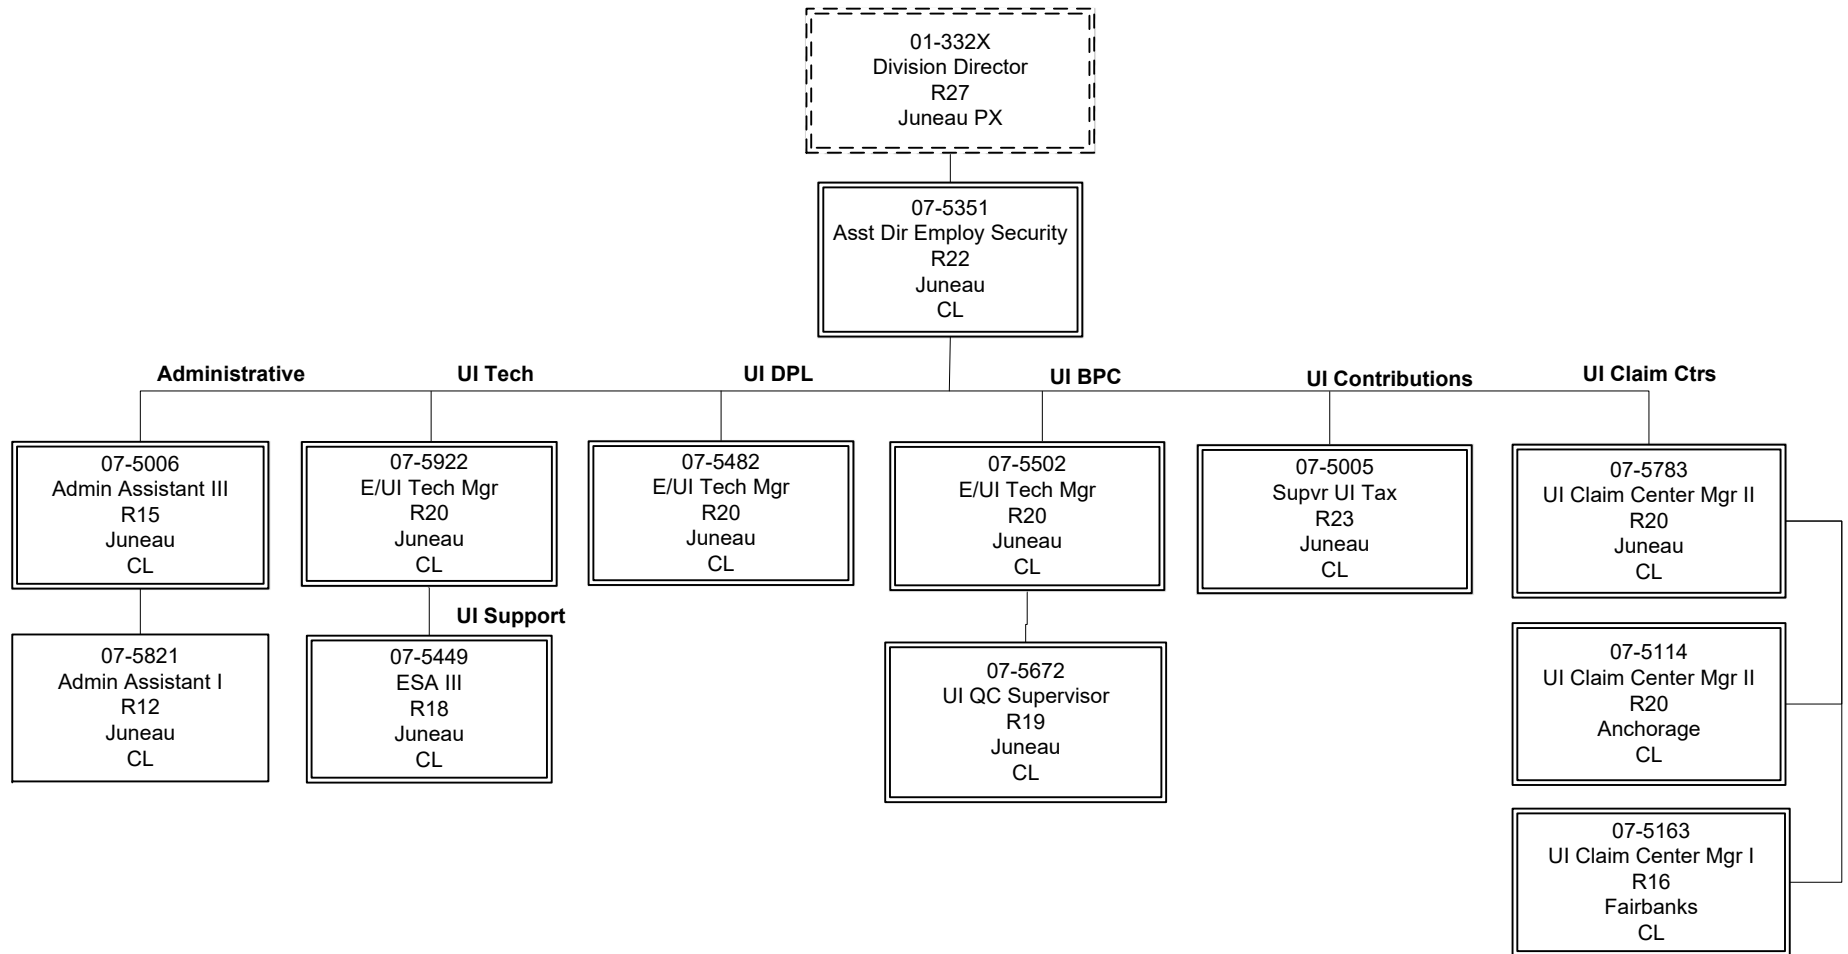 01-332X
Division Director
R27
Juneau PX
07-5351
Asst Dir Employ Security
R22
Juneau
CL
Administrative
UI Tech
UI DPL
UI BPC
UI Contributions
UI Claim Ctrs
07-5006
Admin Assistant III
R15
Juneau
CL
07-5922
E/UI Tech Mgr
R20
Juneau
CL
07-5482
E/UI Tech Mgr
R20
Juneau
CL
07-5502
E/UI Tech Mgr
R20
Juneau
CL
07-5005
Supvr UI Tax
R23
Juneau
CL
07-5783
UI Claim Center Mgr II
R20
Juneau
CL
UI Support
07-5821
Admin Assistant I
R12
Juneau
CL
07-5449
ESA III
R18
Juneau
CL
07-5672
UI QC Supervisor
R19
Juneau
CL
07-5114
UI Claim Center Mgr II
R20
Anchorage
CL
07-5163
UI Claim Center Mgr I
R16
Fairbanks
CL